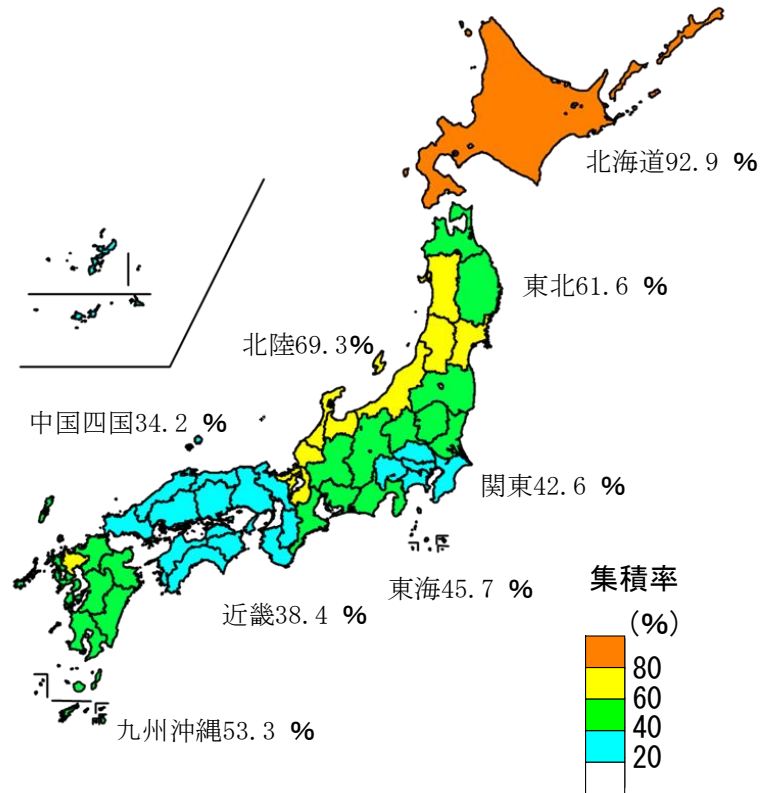 北海道92.9 %
東北61.6 %
北陸69.3%
中国四国34.2 %
関東42.6 %
東海45.7 %
近畿38.4 %
九州沖縄53.3 %
集積率
(%)
80
60
40
20